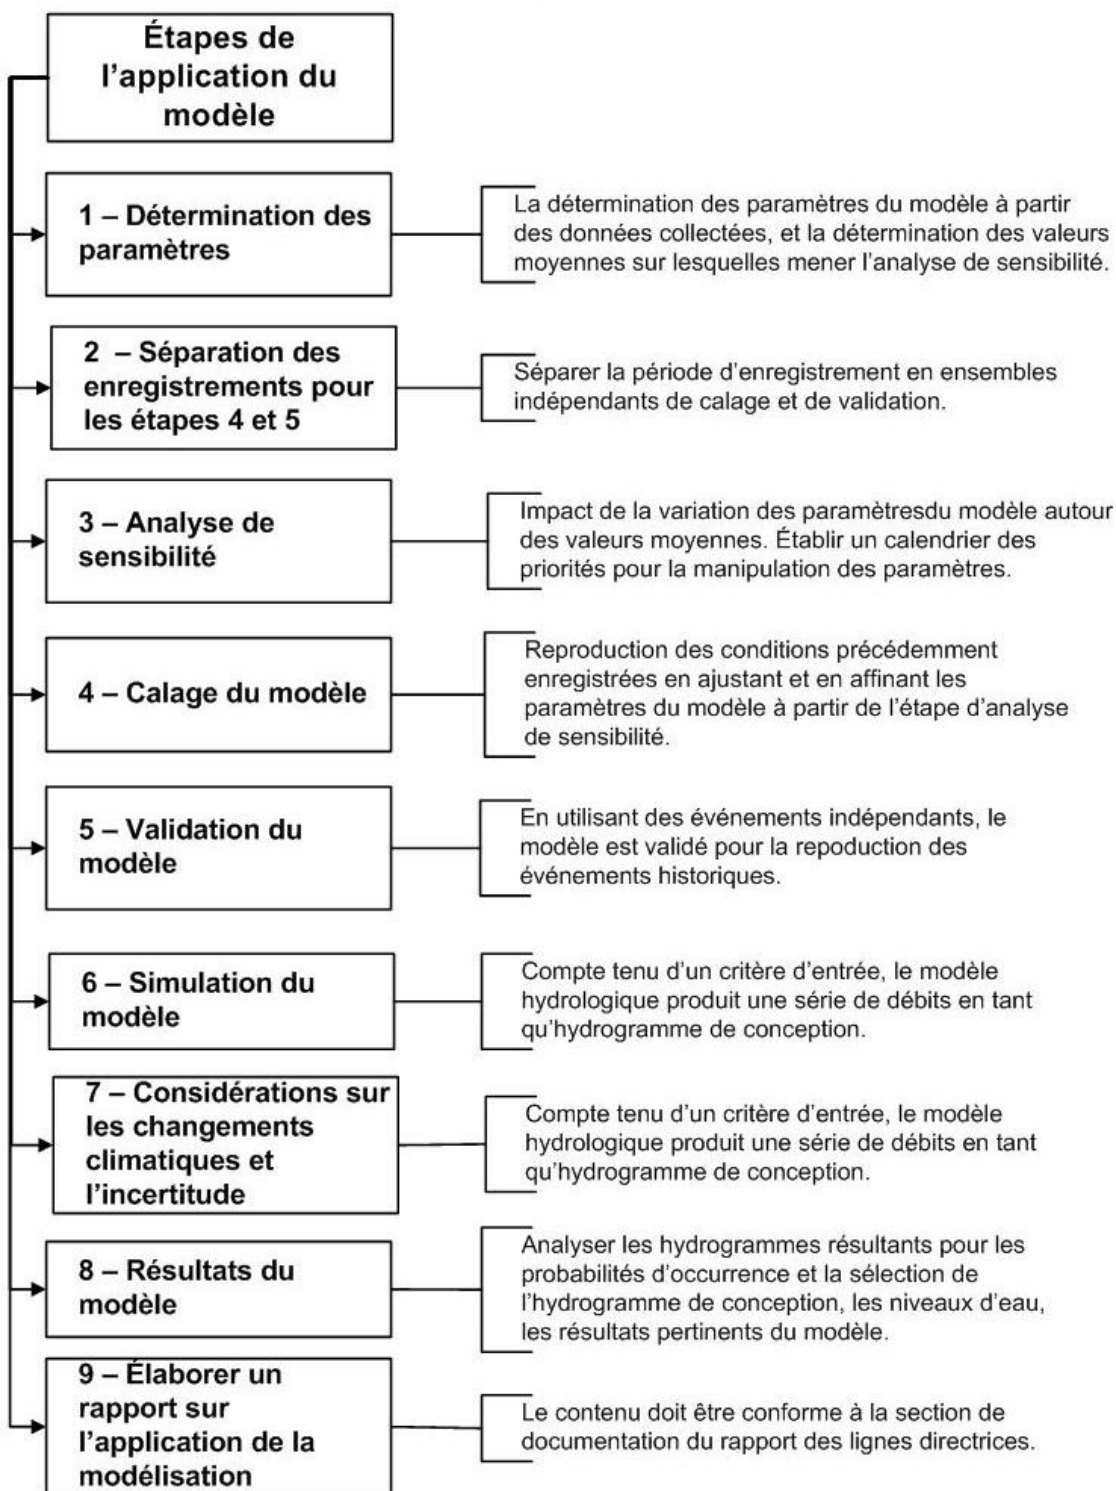 Étapes de
l'application du
modèle
1 – Détermination des
paramètres
La détermination des paramètres du modèle à partir
des données collectées, et la détermination des valeurs
moyennes sur lesquelles mener l'analyse de sensibilité.
2 – Séparation des
enregistrements pour
les étapes 4 et 5
Séparer la période d'enregistrement en ensembles
indépendants de calage et de validation.
3 – Analyse de
sensibilité
Impact de la variation des paramètresdu modèle autour
des valeurs moyennes. Établir un calendrier des
priorités pour la manipulation des paramètres.
4 – Calage du modèle
Reproduction des conditions précédemment
enregistrées en ajustant et en affinant les
paramètres du modèle à partir de l'étape d'analyse
de sensibilité.
5 – Validation du
modèle
En utilisant des événements indépendants, le
modèle est validé pour la repoduction des
événements historiques.
6 – Simulation du
modèle
Compte tenu d'un critère d'entrée, le modèle
hydrologique produit une série de débits en tant
qu'hydrogramme de conception.
7 – Considérations sur
les changements
climatiques et
l'incertitude
Compte tenu d'un critère d'entrée, le modèle
hydrologique produit une série de débits en tant
qu'hydrogramme de conception.
8 – Résultats du
modèle
Analyser les hydrogrammes résultants pour les
probabilités d'occurrence et la sélection de
l'hydrogramme de conception, les niveaux d'eau,
les résultats pertinents du modèle.
9 – Élaborer un
rapport sur
l'application de la
modélisation
Le contenu doit être conforme à la section de
documentation du rapport des lignes directrices.